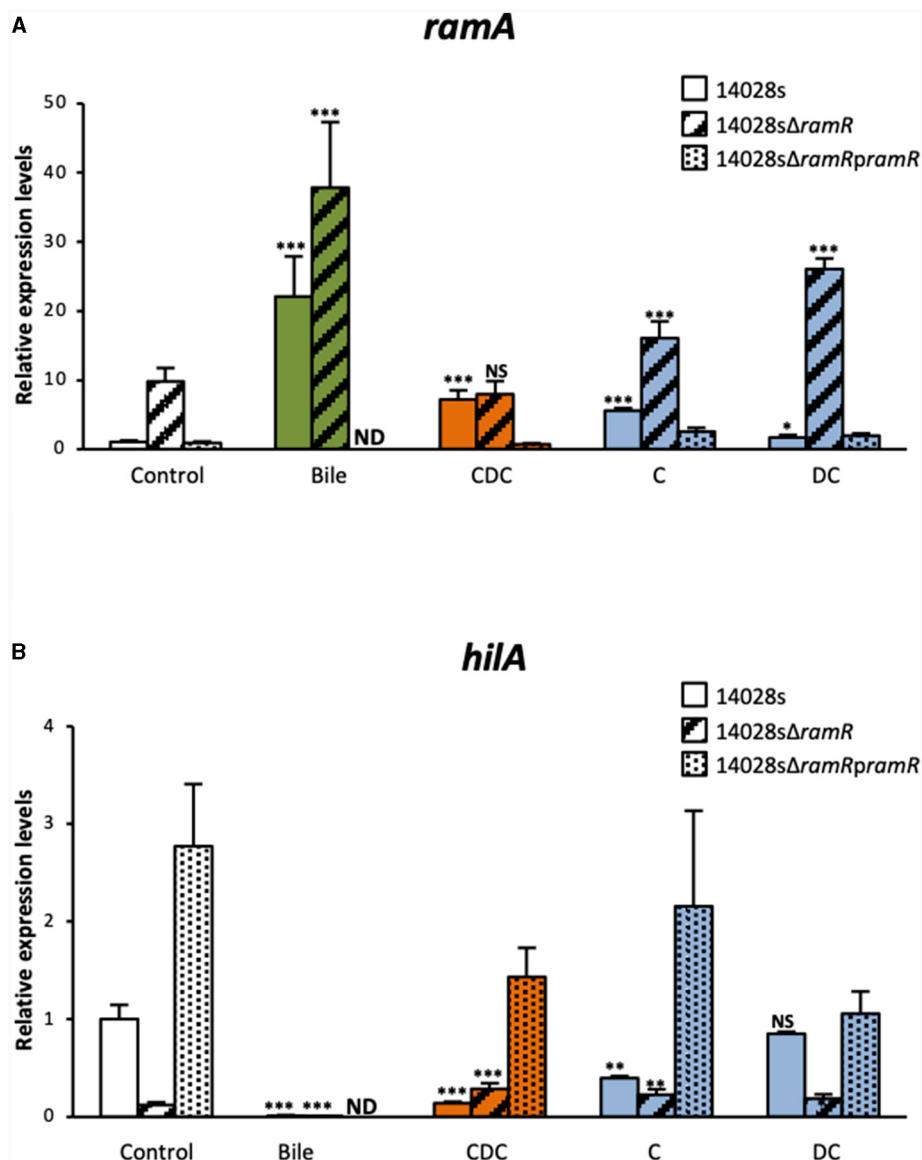 A
ramA
14028s
14028sΔramR
14028sΔramRpramR
Relative expression levels
50
40
30
20
10
0
***
***
ND
***
NS
***
***
*
***
Control
Bile
CDC
C
DC
B
hilA
14028s
14028sΔramR
14028sΔramRpramR
Relative expression levels
4
3
2
1
0
***
***
ND
***
***
**
**
NS
Control
Bile
CDC
C
DC